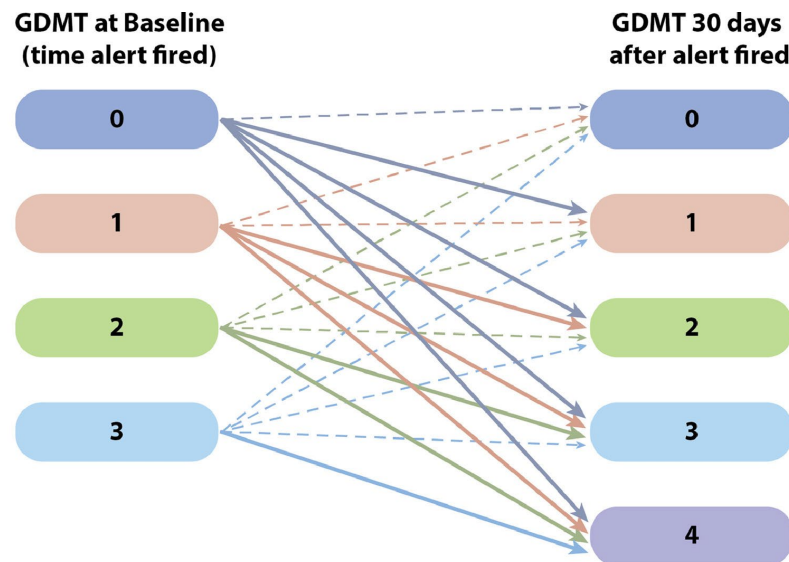 GDMT at Baseline
(time alert fired)
GDMT 30 days
after alert fired
0
0
1
1
2
2
3
3
4